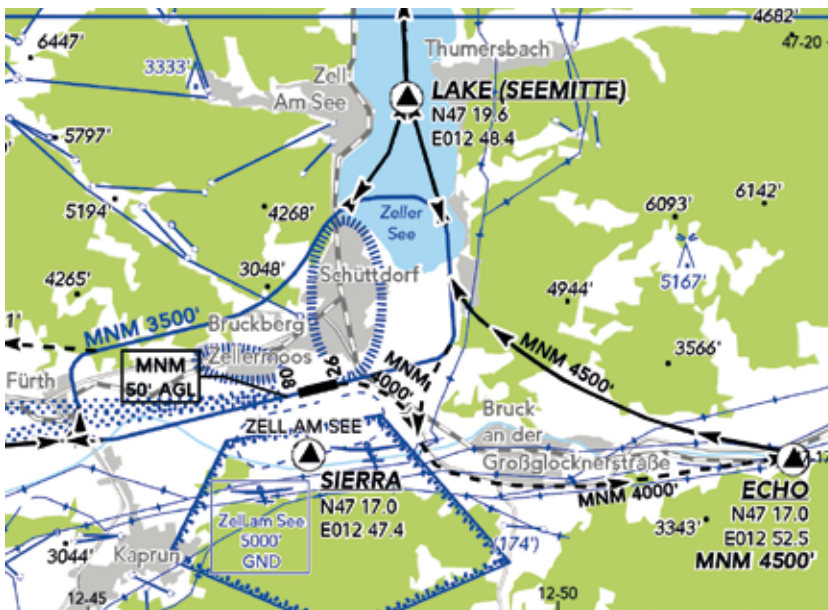 4682'
6447'
47-20
Thumersbach
3333'
Zell
Am See
LAKE (SEEMITTE)
N47 19.6
E012 48.4
5797'
5194'
4268'
6093'
6142'
Zeller
See
5167'
Schüttdorf
4265'
3048'
4944'
MNM 3500'
Bruckberg
Zellermoos
MNM 4500'
3566'
1'
Fürth
MNM
50' AGL
08
26
MNM
4000'
Bruck
an der
Großglocknerstraße
ZELL AM SEE
SIERRA
N47 17.0
E012 47.4
MNM 4000'
ECHO
N47 17.0
E012 52.5
MNM 4500'
Zell am See
5000'
GND
3343'
(174')
3044'
Kaprun
12-45
12-50